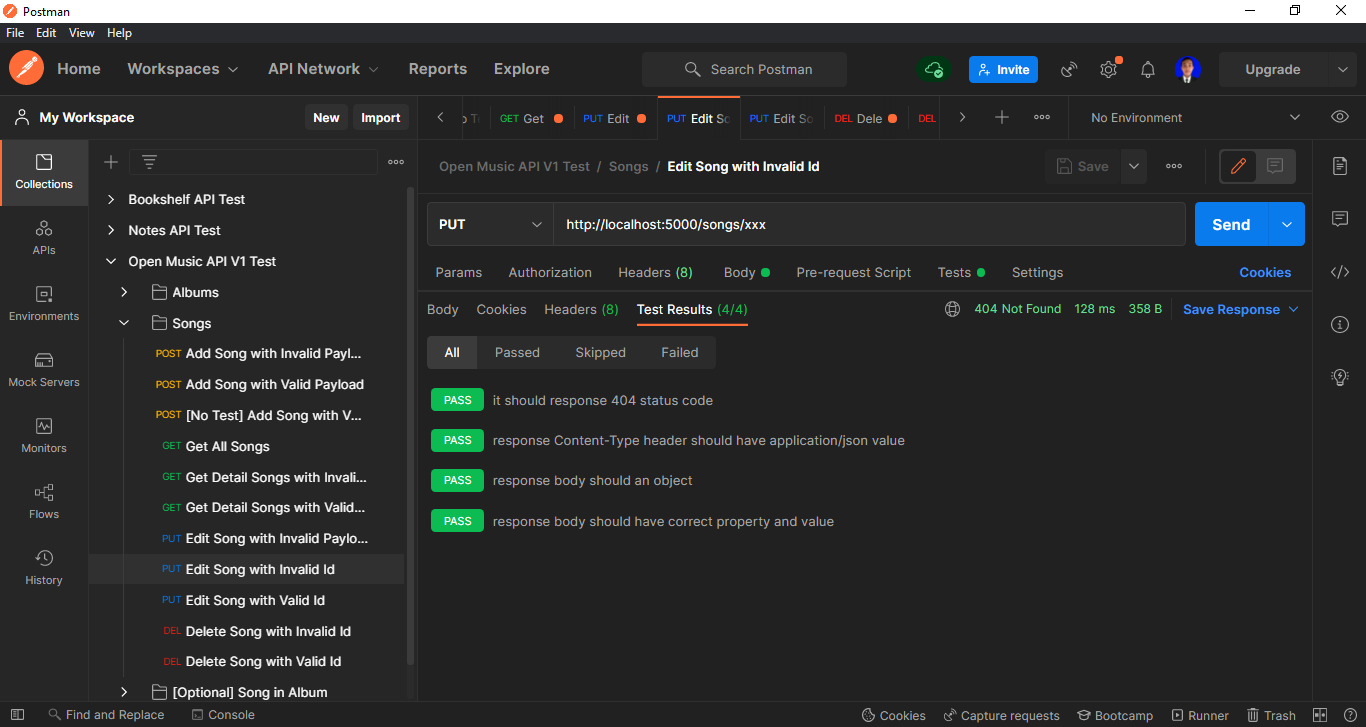 Postman
File Edit View Help
Home Workspaces API Network Reports Explore Search Postman Invite Upgrade
My Workspace New Import
GET Get PUT Edit PUT Edit Sc PUT Edit So DEL Dele DEL No Environment
Collections
APIs
Environments
Mock Servers
Monitors
Flows
History
Bookshelf API Test
Notes API Test
Open Music API V1 Test
Albums
Songs
POST Add Song with Invalid Payl...
POST Add Song with Valid Payload
POST [No Test] Add Song with V...
GET Get All Songs
GET Get Detail Songs with Invali...
GET Get Detail Songs with Valid...
PUT Edit Song with Invalid Paylo...
PUT Edit Song with Invalid Id
PUT Edit Song with Valid Id
DEL Delete Song with Invalid Id
DEL Delete Song with Valid Id
[Optional] Song in Album
Open Music API V1 Test / Songs / Edit Song with Invalid Id Save
PUT http://localhost:5000/songs/xxx Send
Params Authorization Headers (8) Body Pre-request Script Tests Settings Cookies
Body Cookies Headers (8) Test Results (4/4) 404 Not Found 128 ms 358 B Save Response
All Passed Skipped Failed
PASS it should response 404 status code
PASS response Content-Type header should have application/json value
PASS response body should an object
PASS response body should have correct property and value
Find and Replace Console Cookies Capture requests Bootcamp Runner Trash